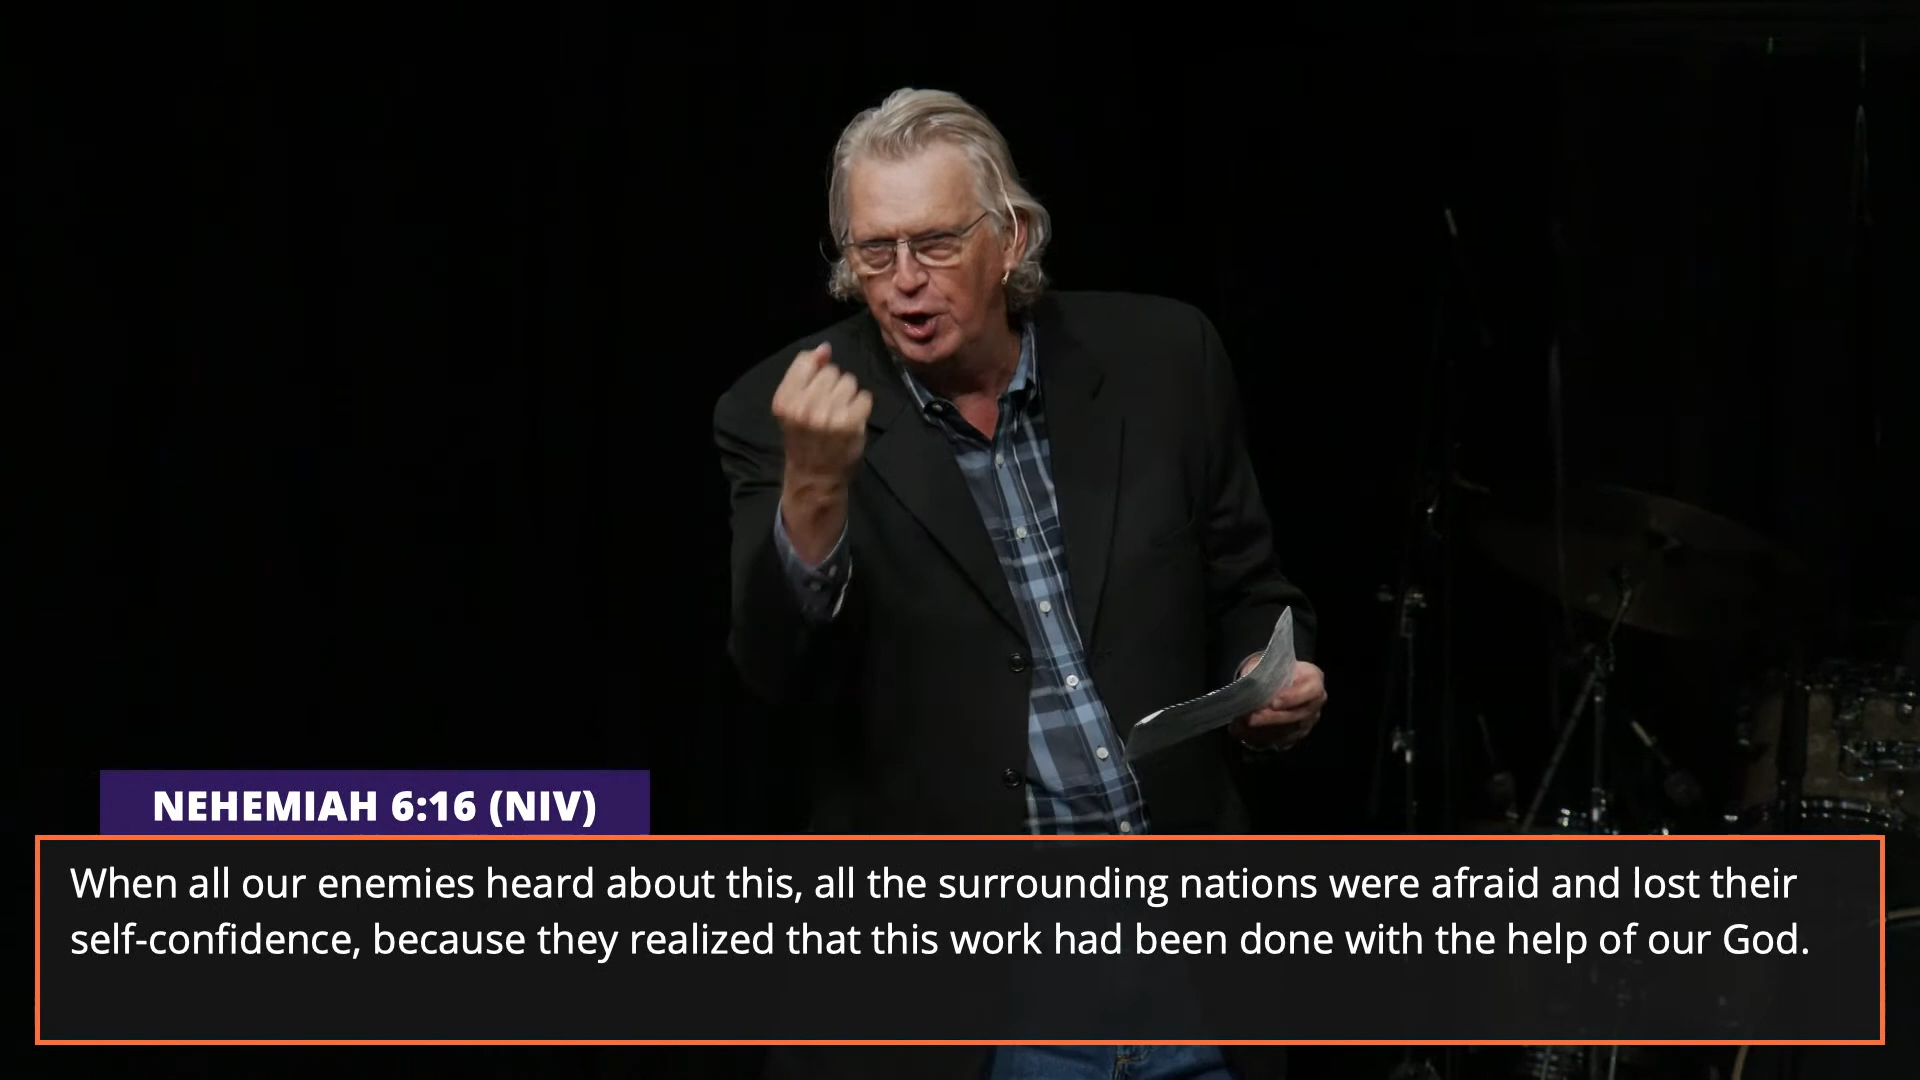 NEHEMIAH 6:16 (NIV)
When all our enemies heard about this, all the surrounding nations were afraid and lost their
self-confidence, because they realized that this work had been done with the help of our God.